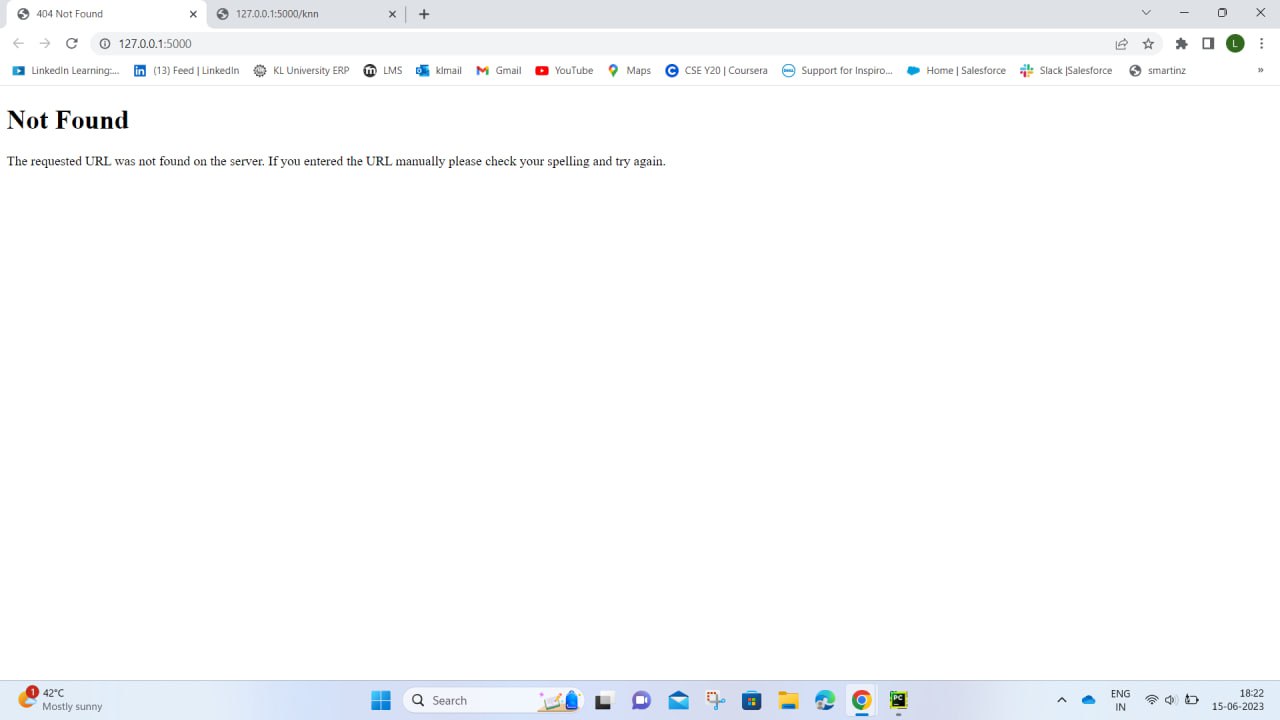 404 Not Found
127.0.0.1:5000/knn
127.0.0.1:5000
L
LinkedIn Learning:...
in (13) Feed | LinkedIn
KL University ERP
m LMS
klmail
Gmail
YouTube
Maps
C CSE Y20 | Coursera
Support for Inspiro...
Home | Salesforce
Slack |Salesforce
smartinz
»
Not Found
The requested URL was not found on the server. If you entered the URL manually please check your spelling and try again.
1
42°C
Mostly sunny
Search
PC
ENG
IN
18:22
15-06-2023